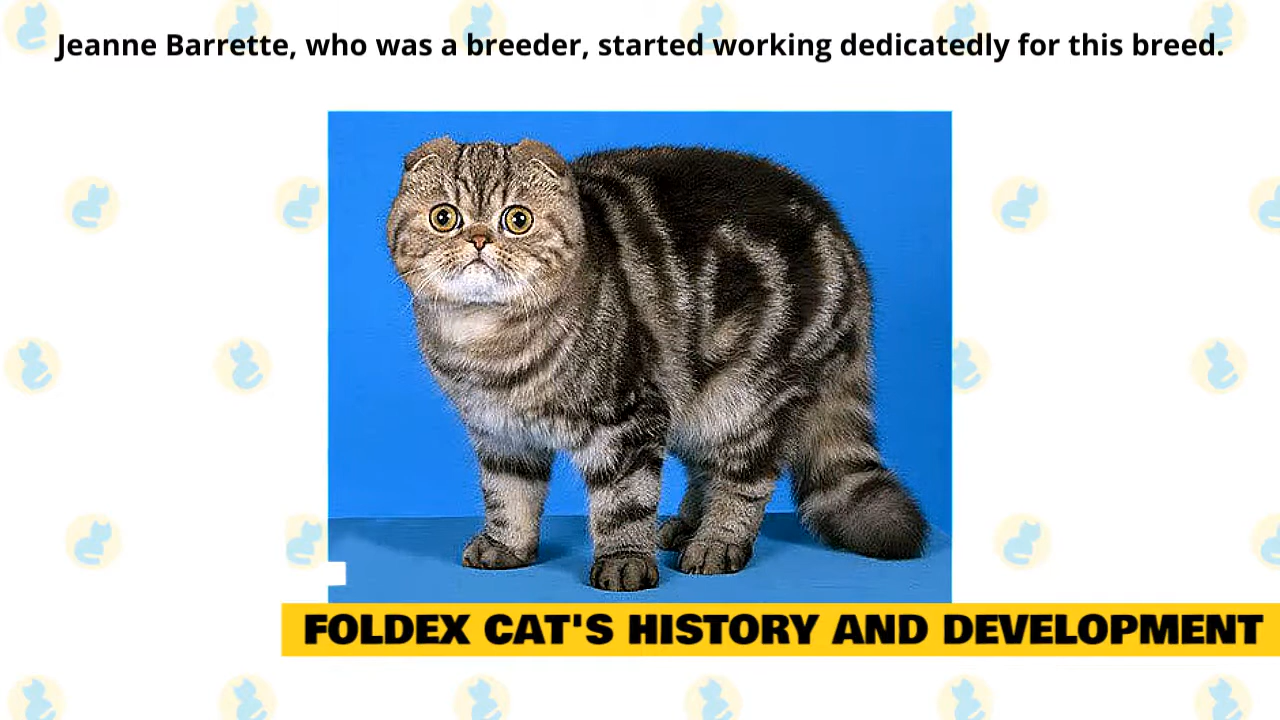 Jeanne Barrette, who was a breeder, started working dedicatedly for this breed.
FOLDEX CAT'S HISTORY AND DEVELOPMENT